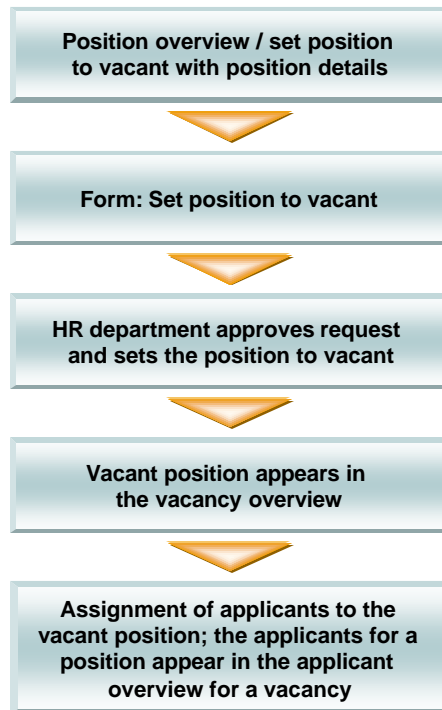 Position overview / set position
to vacant with position details
Form: Set position to vacant
HR department approves request
and sets the position to vacant
Vacant position appears in
the vacancy overview
Assignment of applicants to the
vacant position; the applicants for a
position appear in the applicant
overview for a vacancy